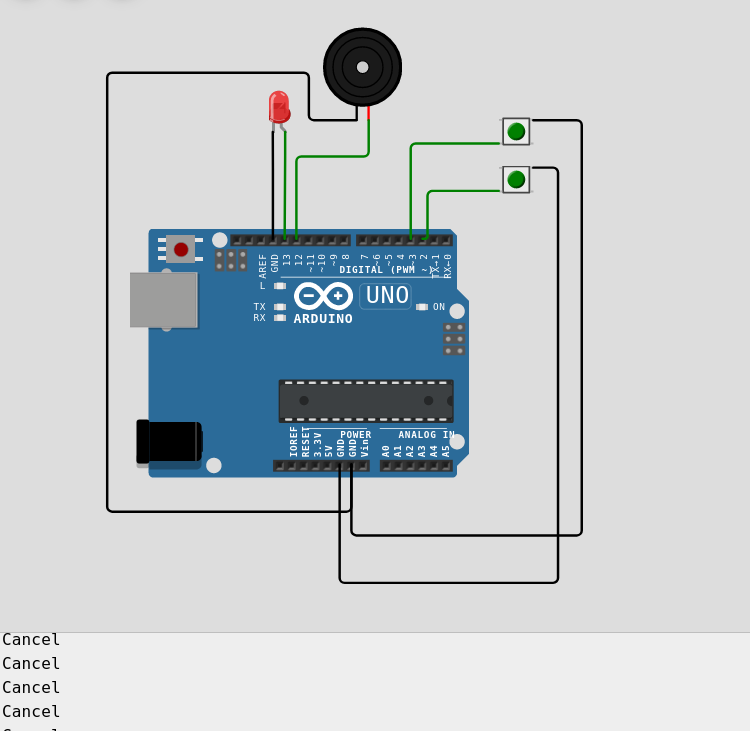 AREF
GND
13
12
~11
~10
~9
8
7
~6
~5
4
~3
2
TX→1
RX←0
DIGITAL (PWM ~)
L
TX
RX
UNO
ON
ARDUINO
IOREF
RESET
3.3V
5V
GND
GND
Vin
POWER
A0
A1
A2
A3
A4
A5
ANALOG IN
Cancel
Cancel
Cancel
Cancel